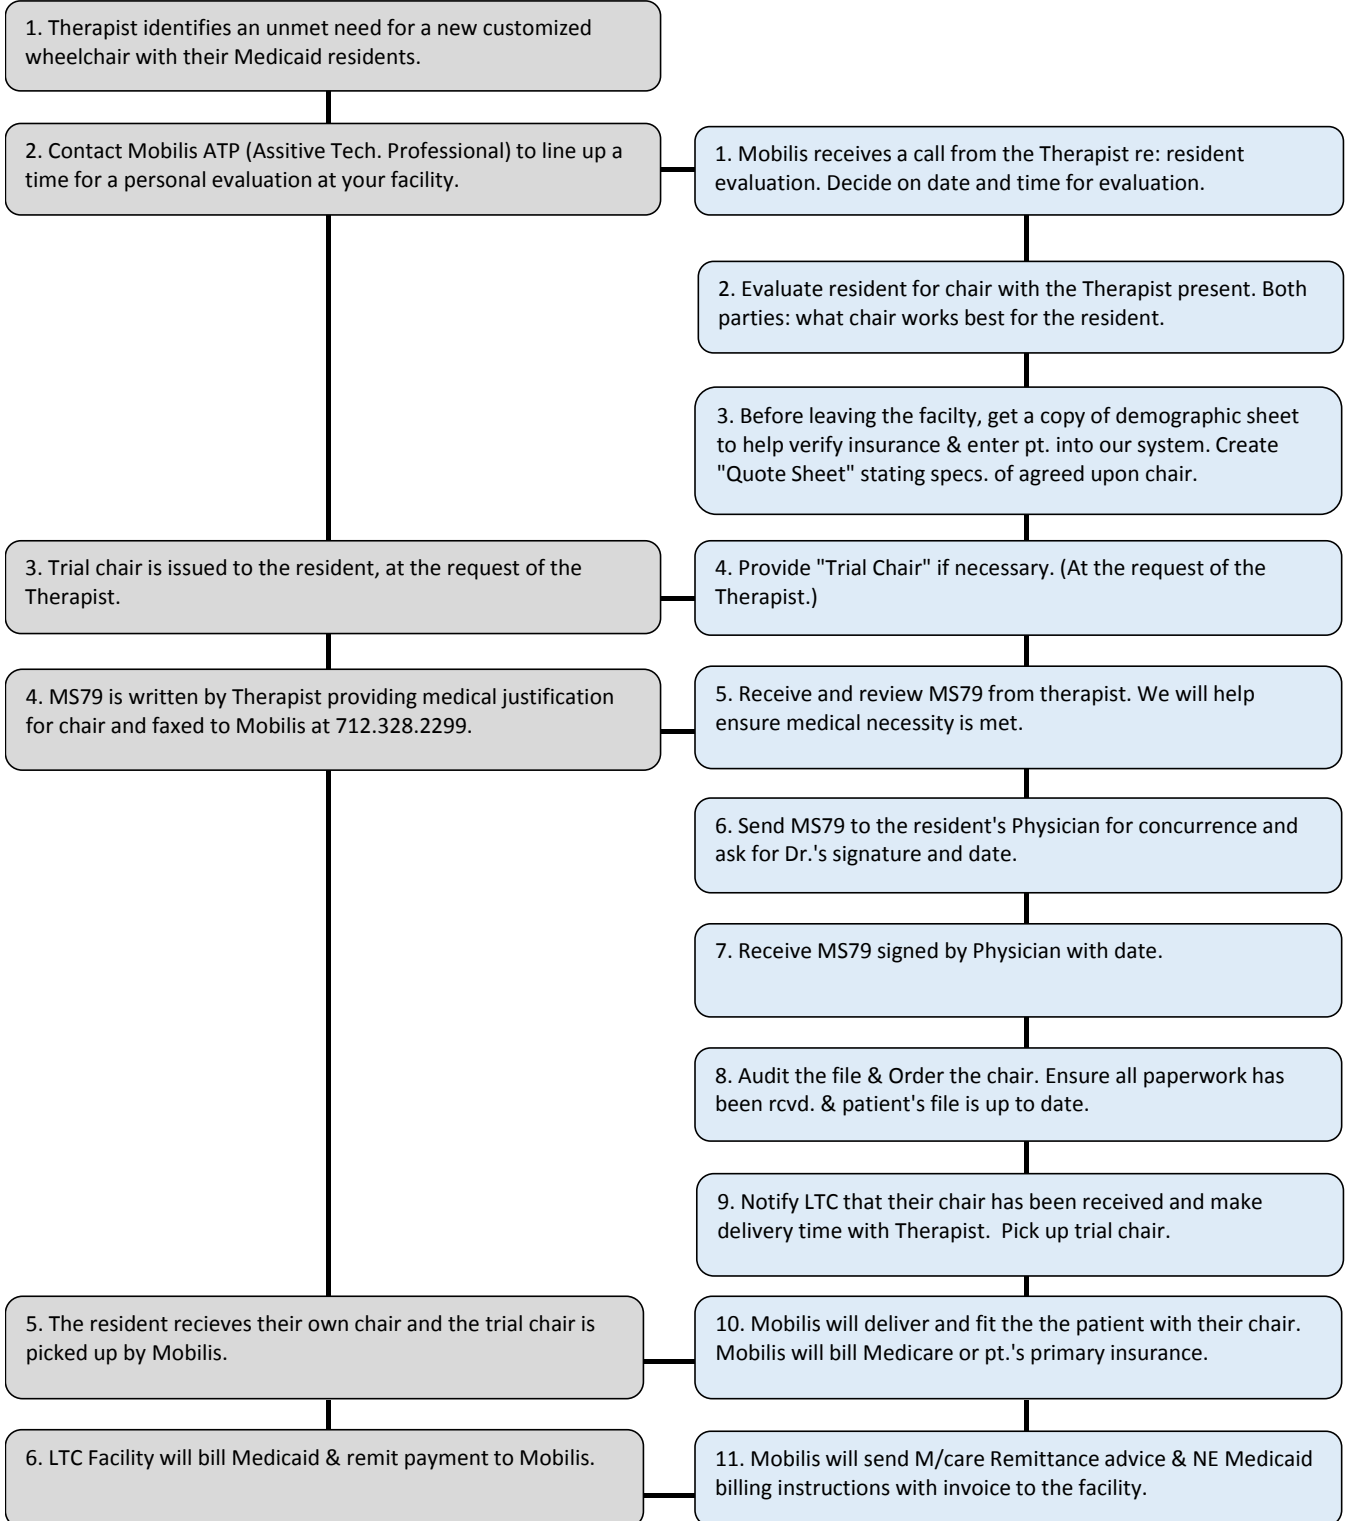 1. Therapist identifies an unmet need for a new customized
wheelchair with their Medicaid residents.
2. Contact Mobilis ATP (Assitive Tech. Professional) to line up a
time for a personal evaluation at your facility.
1. Mobilis receives a call from the Therapist re: resident
evaluation. Decide on date and time for evaluation.
2. Evaluate resident for chair with the Therapist present. Both
parties: what chair works best for the resident.
3. Before leaving the facilty, get a copy of demographic sheet
to help verify insurance & enter pt. into our system. Create
"Quote Sheet" stating specs. of agreed upon chair.
3. Trial chair is issued to the resident, at the request of the
Therapist.
4. Provide "Trial Chair" if necessary. (At the request of the
Therapist.)
4. MS79 is written by Therapist providing medical justification
for chair and faxed to Mobilis at 712.328.2299.
5. Receive and review MS79 from therapist. We will help
ensure medical necessity is met.
6. Send MS79 to the resident's Physician for concurrence and
ask for Dr.'s signature and date.
7. Receive MS79 signed by Physician with date.
8. Audit the file & Order the chair. Ensure all paperwork has
been rcvd. & patient's file is up to date.
9. Notify LTC that their chair has been received and make
delivery time with Therapist.  Pick up trial chair.
5. The resident recieves their own chair and the trial chair is
picked up by Mobilis.
10. Mobilis will deliver and fit the the patient with their chair.
Mobilis will bill Medicare or pt.'s primary insurance.
6. LTC Facility will bill Medicaid & remit payment to Mobilis.
11. Mobilis will send M/care Remittance advice & NE Medicaid
billing instructions with invoice to the facility.